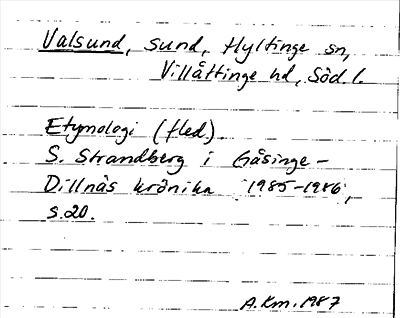 Valsund, sund, Hyltinge sn,
Villåttinge hd, Söd. l.
Etymologi (fled).
S. Strandberg i Gåsinge-
Dillnäs krönika 1985-1986,
s.20.
A.Km. 1987